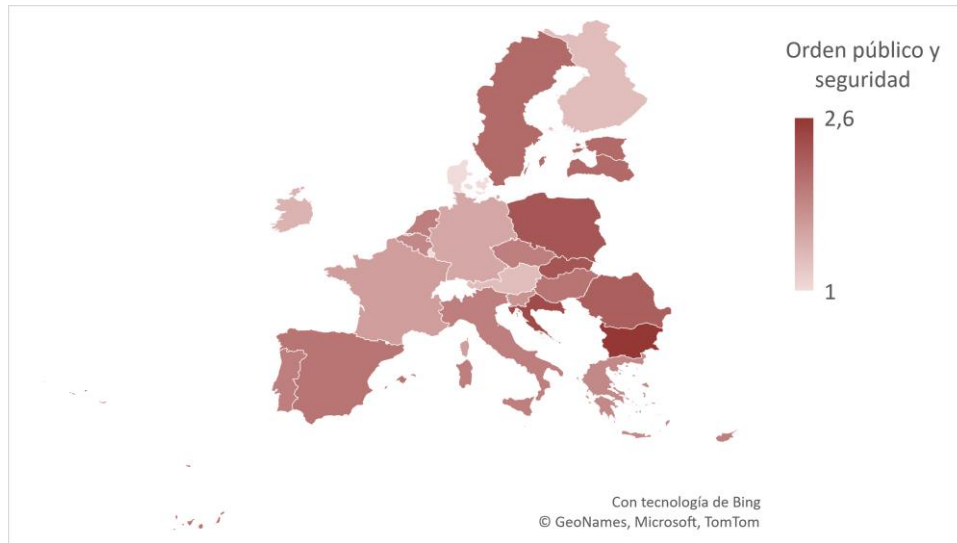 Orden público y
seguridad
2,6
1
Con tecnología de Bing
© GeoNames, Microsoft, TomTom